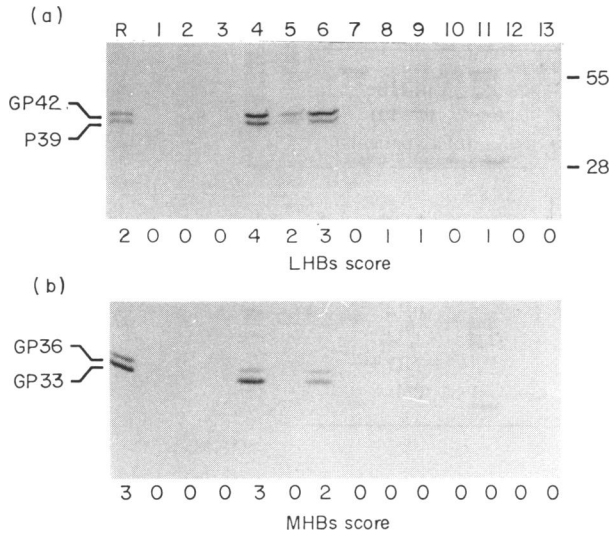 (a)
R 1 2 3 4 5 6 7 8 9 10 11 12 13
55
GP42
P39
28
2 0 0 0 4 2 3 0 1 1 0 1 0 0
LHBs score
(b)
GP36
GP33
3 0 0 0 3 0 2 0 0 0 0 0 0 0
MHBs score